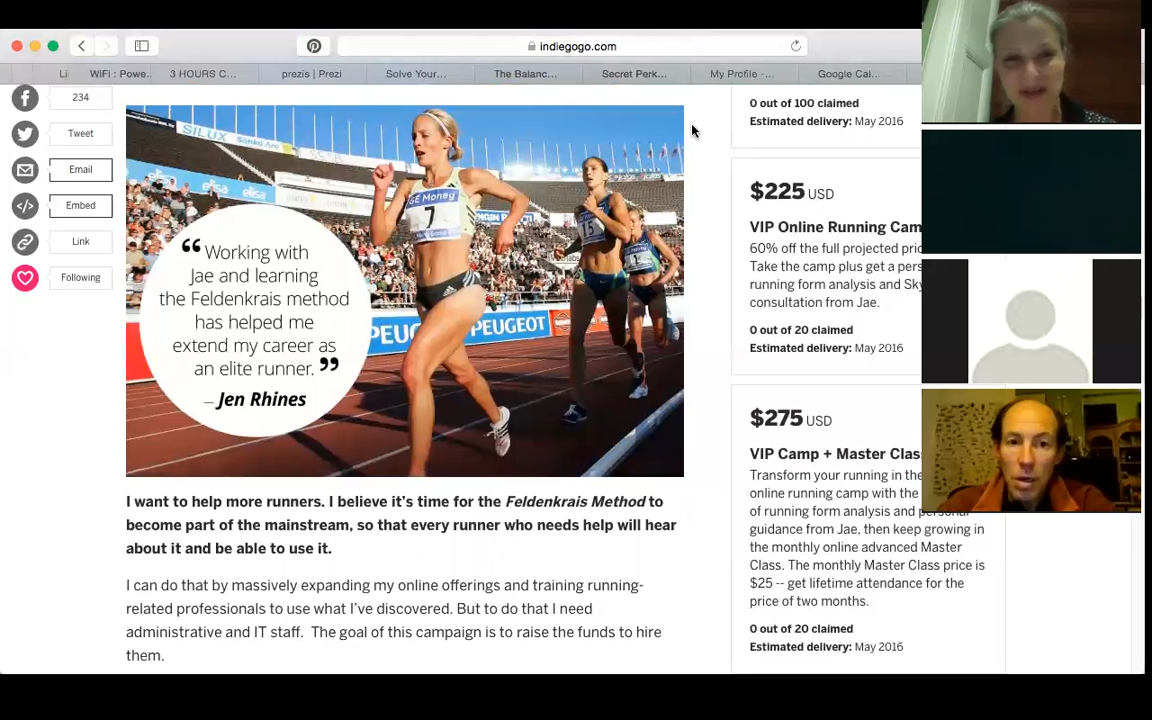 indiegogo.com
Li
WiFi : Powe..
3 HOURS C...
prezis | Prezi
Solve Your...
The Balanc...
Secret Perk...
My Profile -...
Google Cal...
234
Tweet
Email
Embed
Link
Following
SILUX
elisa
elisa
GE Money
7
15
PEUGEOT
“ Working with
Jae and learning
the Feldenkrais method
has helped me
extend my career as
an elite runner. ”
– Jen Rhines
I want to help more runners. I believe it's time for the Feldenkrais Method to
become part of the mainstream, so that every runner who needs help will hear
about it and be able to use it.
I can do that by massively expanding my online offerings and training running-
related professionals to use what I've discovered. But to do that I need
administrative and IT staff. The goal of this campaign is to raise the funds to hire
them.
0 out of 100 claimed
Estimated delivery: May 2016
$225 USD
VIP Online Running Cam
60% off the full projected pric
Take the camp plus get a pers
running form analysis and Sky
consultation from Jae.
0 out of 20 claimed
Estimated delivery: May 2016
$275 USD
VIP Camp + Master Clas
Transform your running in the
online running camp with the
of running form analysis and personal
guidance from Jae, then keep growing in
the monthly online advanced Master
Class. The monthly Master Class price is
$25 -- get lifetime attendance for the
price of two months.
0 out of 20 claimed
Estimated delivery: May 2016